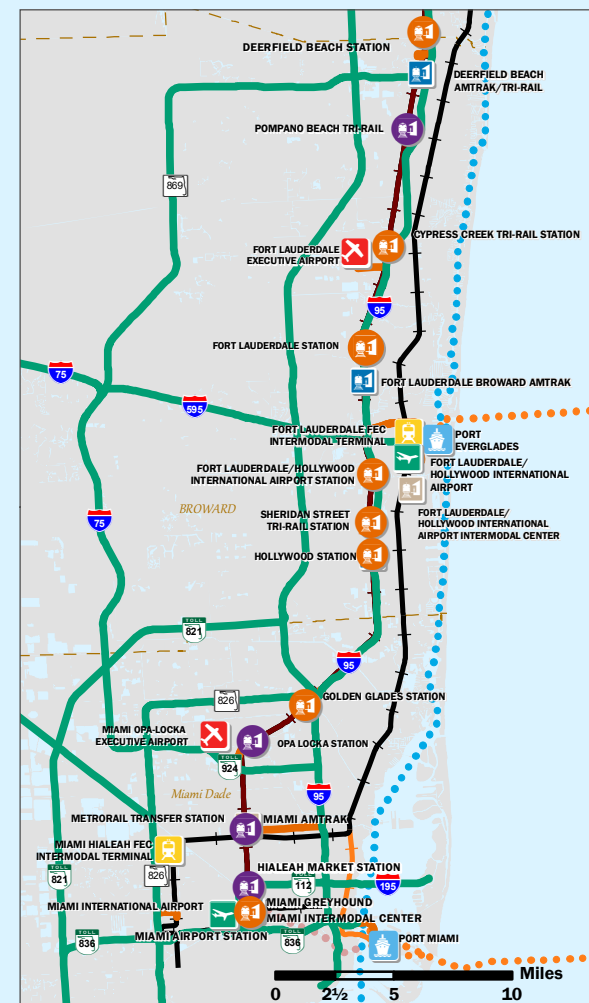 DEERFIELD BEACH STATION
DEERFIELD BEACH
AMTRAK/TRI-RAIL
POMPANO BEACH TRI-RAIL
869
CYPRESS CREEK TRI-RAIL STATION
FORT LAUDERDALE
EXECUTIVE AIRPORT
95
FORT LAUDERDALE STATION
75
FORT LAUDERDALE BROWARD AMTRAK
595
FORT LAUDERDALE FEC
INTERMODAL TERMINAL
PORT
EVERGLADES
FORT LAUDERDALE/
HOLLYWOOD INTERNATIONAL
AIRPORT
FORT LAUDERDALE/HOLLYWOOD
INTERNATIONAL AIRPORT STATION
BROWARD
75
SHERIDAN STREET
TRI-RAIL STATION
FORT LAUDERDALE/
HOLLYWOOD INTERNATIONAL
AIRPORT INTERMODAL CENTER
HOLLYWOOD STATION
TOLL
821
95
826
GOLDEN GLADES STATION
MIAMI OPA-LOCKA
EXECUTIVE AIRPORT
OPA LOCKA STATION
TOLL
924
Miami Dade
95
METRORAIL TRANSFER STATION
MIAMI AMTRAK
MIAMI HIALEAH FEC
INTERMODAL TERMINAL
HIALEAH MARKET STATION
TOLL
821
826
TOLL
112
195
MIAMI INTERNATIONAL AIRPORT
MIAMI GREYHOUND
MIAMI INTERMODAL CENTER
MIAMI AIRPORT STATION
TOLL
836
TOLL
836
PORT MIAMI
Miles
0 2½ 5 10